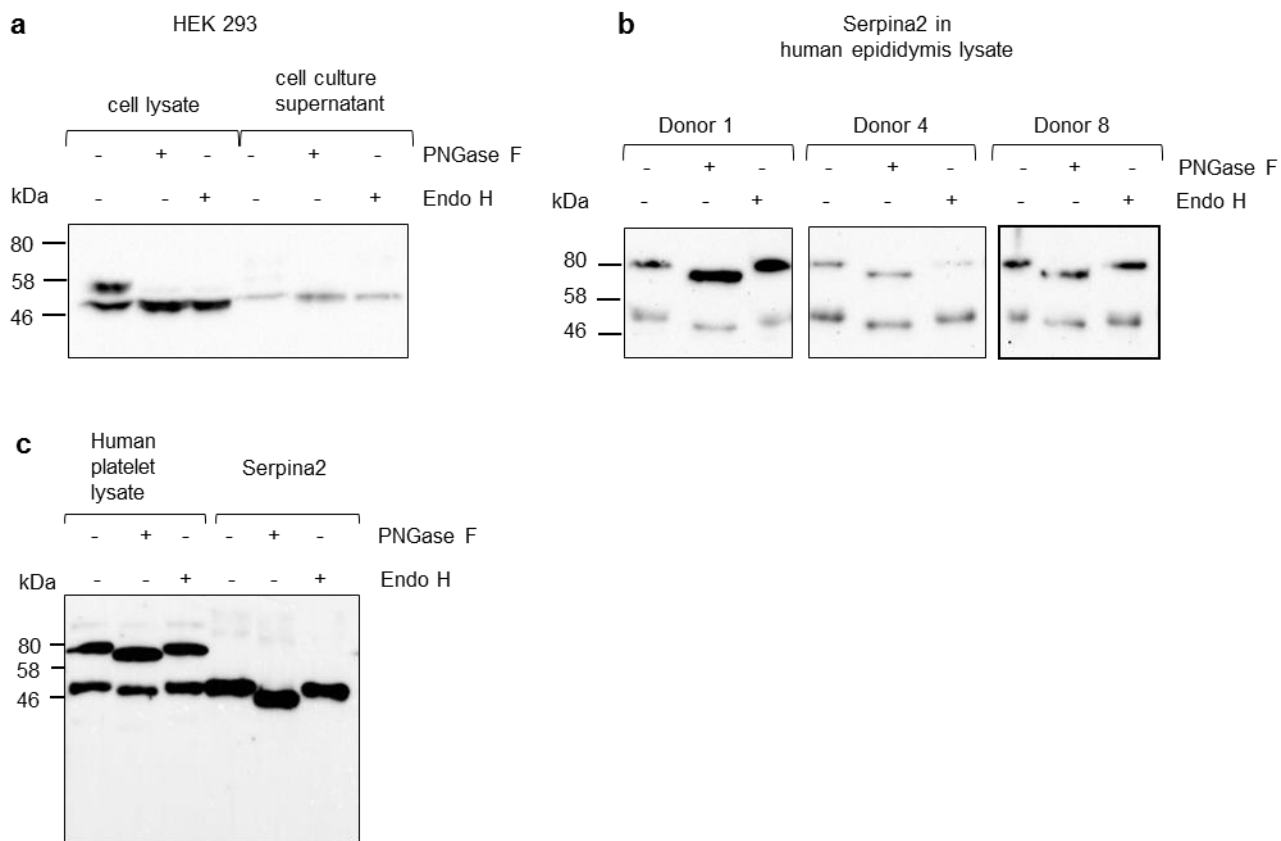 a
HEK 293
cell lysate
cell culture
supernatant
- + - - + - PNGase F
kDa - - + - - + Endo H
80
58
46
b
Serpina2 in
human epididymis lysate
Donor 1 Donor 4 Donor 8
- + - - + - - + - PNGase F
kDa - - + - - + - - + Endo H
80
58
46
c
Human
platelet
lysate
Serpina2
- + - - + - PNGase F
kDa - - + - - + Endo H
80
58
46